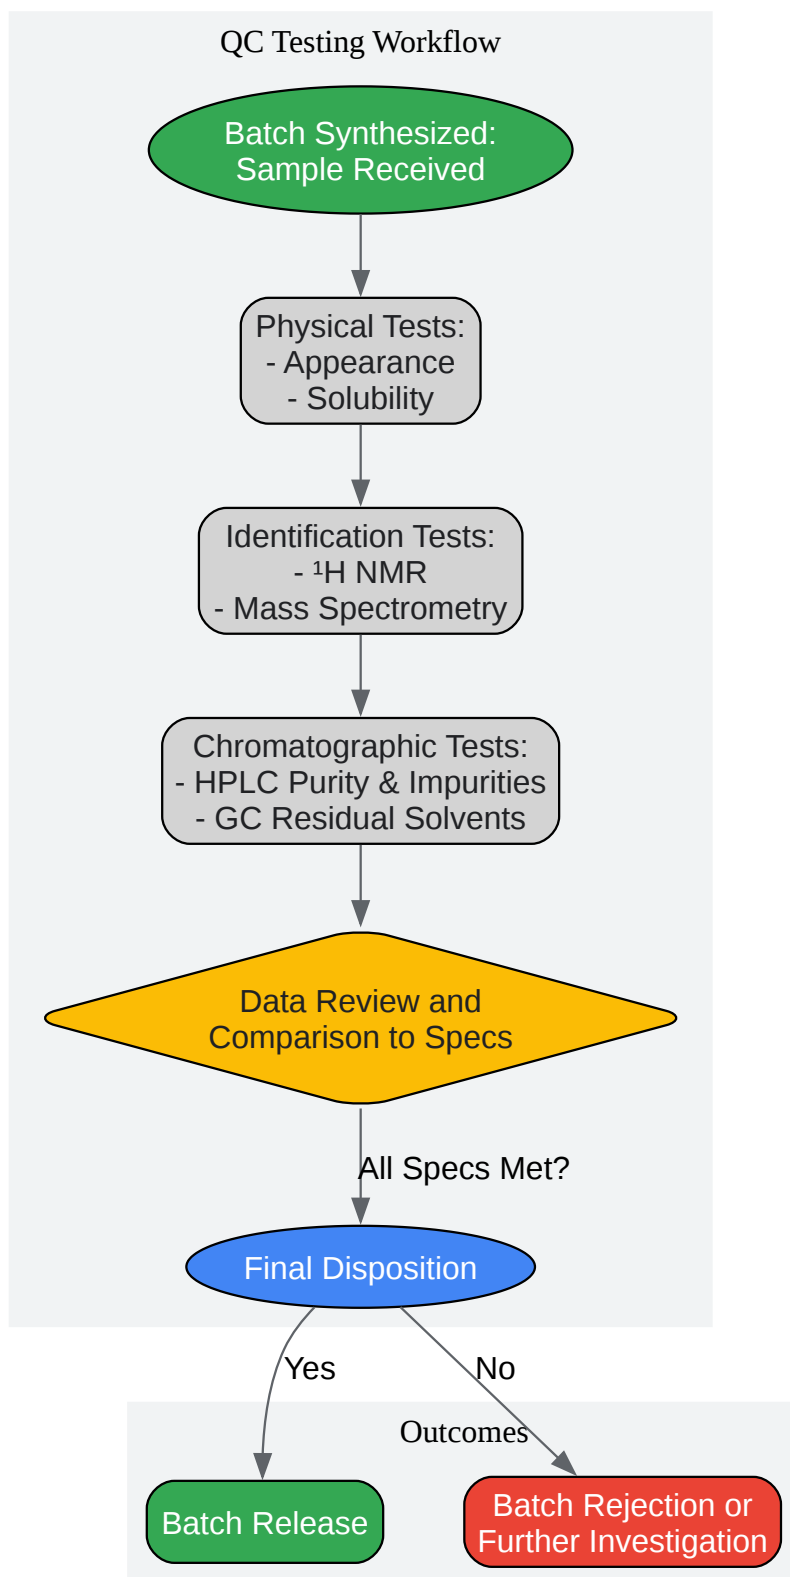 QC Testing Workflow
Batch Synthesized:
Sample Received
Physical Tests:
- Appearance
- Solubility
Identification Tests:
- ¹H NMR
- Mass Spectrometry
Chromatographic Tests:
- HPLC Purity & Impurities
- GC Residual Solvents
Data Review and
Comparison to Specs
All Specs Met?
Final Disposition
Yes
No
Outcomes
Batch Release
Batch Rejection or
Further Investigation